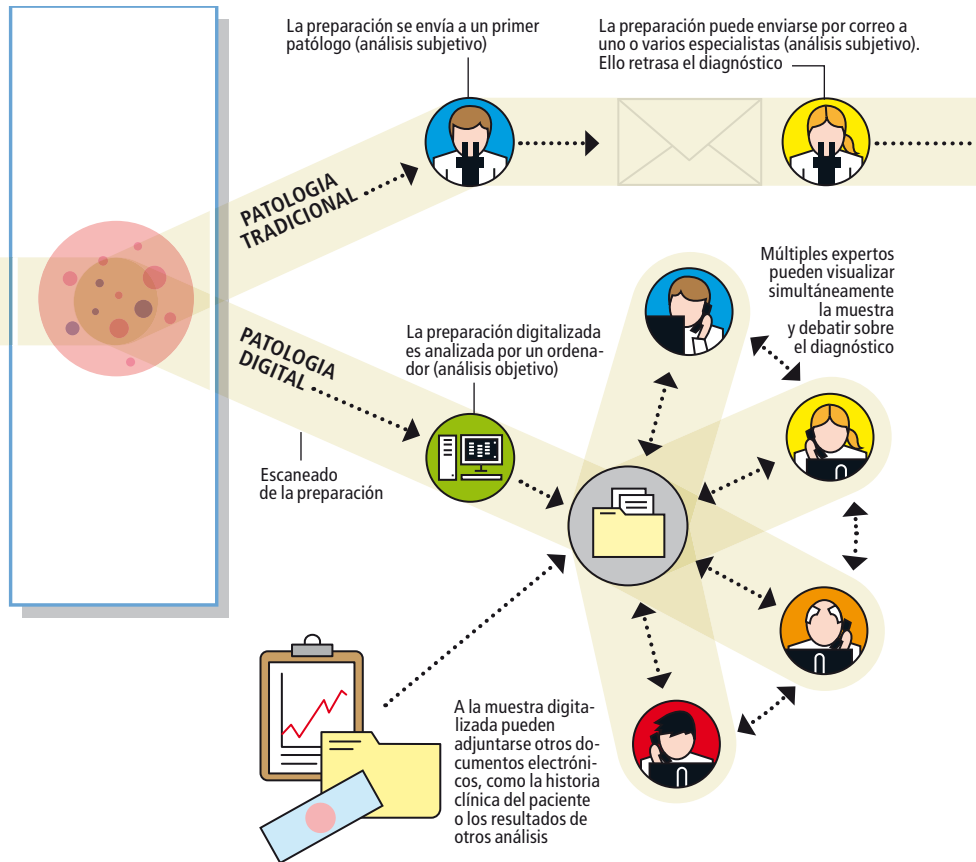 La preparación se envía a un primer
patólogo (análisis subjetivo)
La preparación puede enviarse por correo a
uno o varios especialistas (análisis subjetivo).
Ello retrasa el diagnóstico
PATOLOGIA
TRADICIONAL
Múltiples expertos
pueden visualizar
simultáneamente
la muestra
y debatir sobre
el diagnóstico
PATOLOGIA
DIGITAL
La preparación digitalizada
es analizada por un ordena-
dor (análisis objetivo)
Escaneado
de la preparación
A la muestra digita-
lizada pueden
adjuntarse otros do-
cumentos electróni-
cos, como la historia
clínica del paciente
o los resultados de
otros análisis